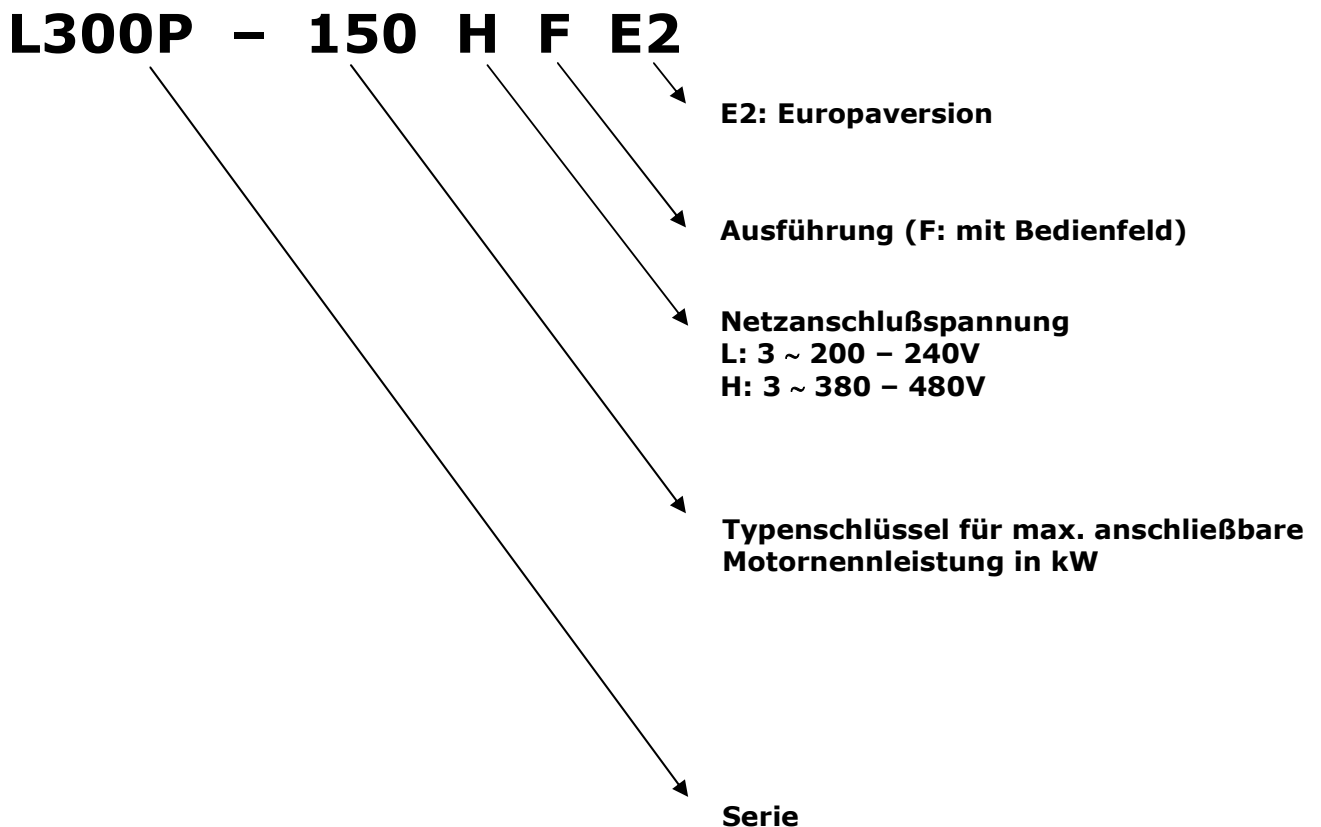 L300P – 150 H F E2
E2: Europaversion
Ausführung (F: mit Bedienfeld)
Netzanschlußspannung
L: 3 ~ 200 – 240V
H: 3 ~ 380 – 480V
Typenschlüssel für max. anschließbare
Motornennleistung in kW
Serie